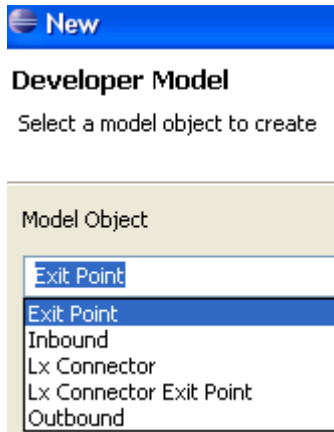 New
Developer Model
Select a model object to create
Model Object
Exit Point
Exit Point
Inbound
Lx Connector
Lx Connector Exit Point
Outbound